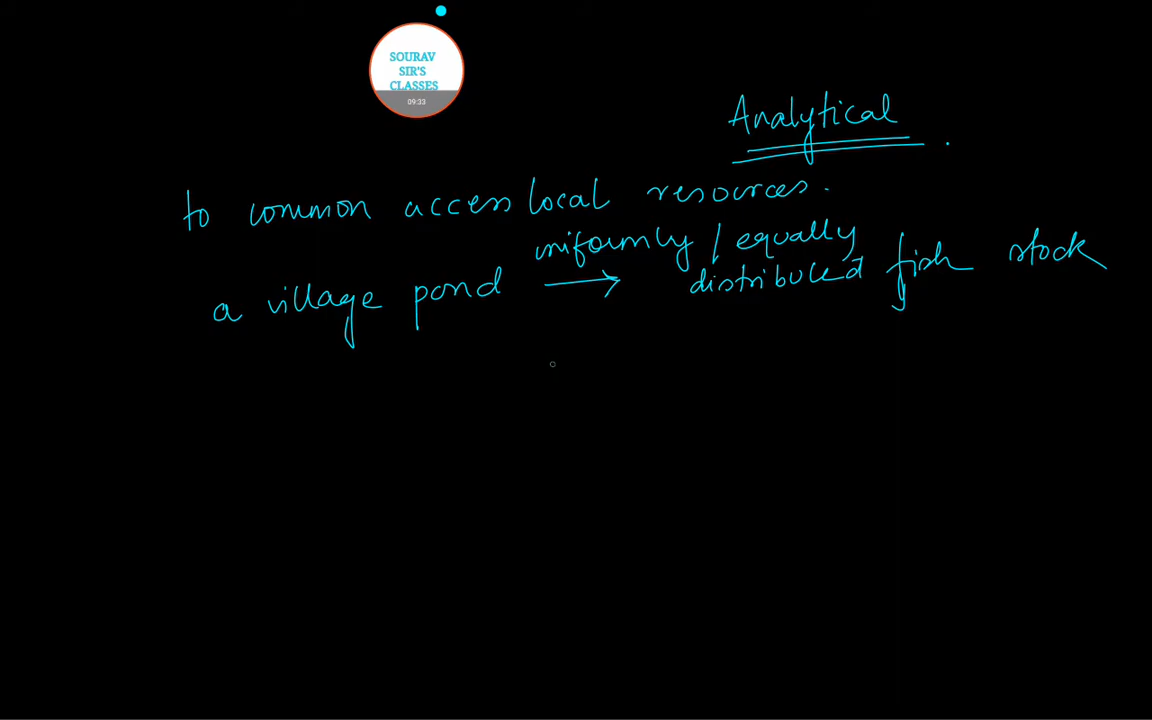 SOURAV
SIR'S
CLASSES
09:33
Analytical
to common access local resources.
uniformly / equally
a village pond → distributed fish stock